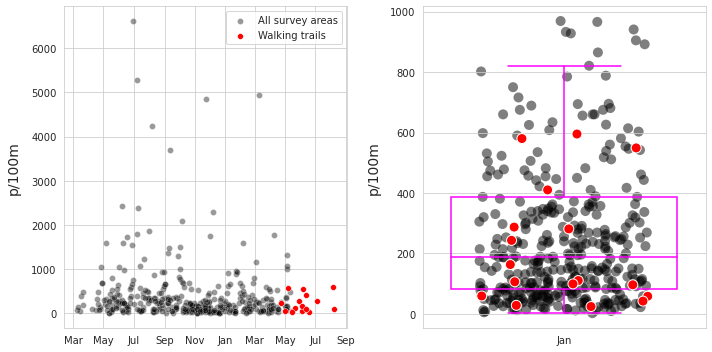 All survey areas
Walking trails
p/100m
6000
5000
4000
3000
2000
1000
0
Mar May Jul Sep Nov Jan Mar May Jul Sep
p/100m
1000
800
600
400
200
0
Jan